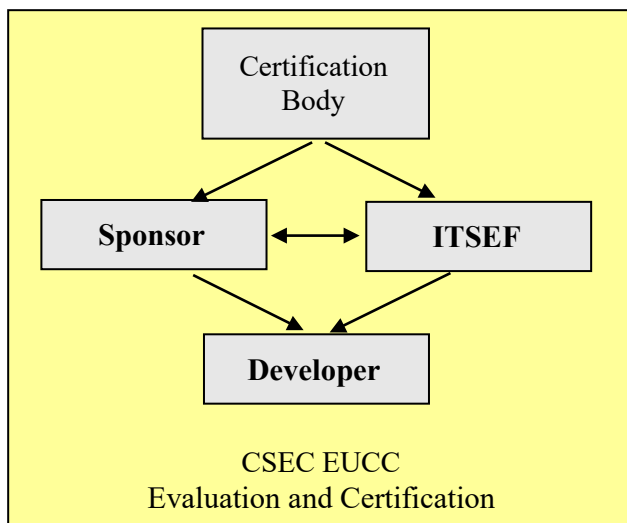 Certification
Body
Sponsor
ITSEF
Developer
CSEC EUCC
Evaluation and Certification